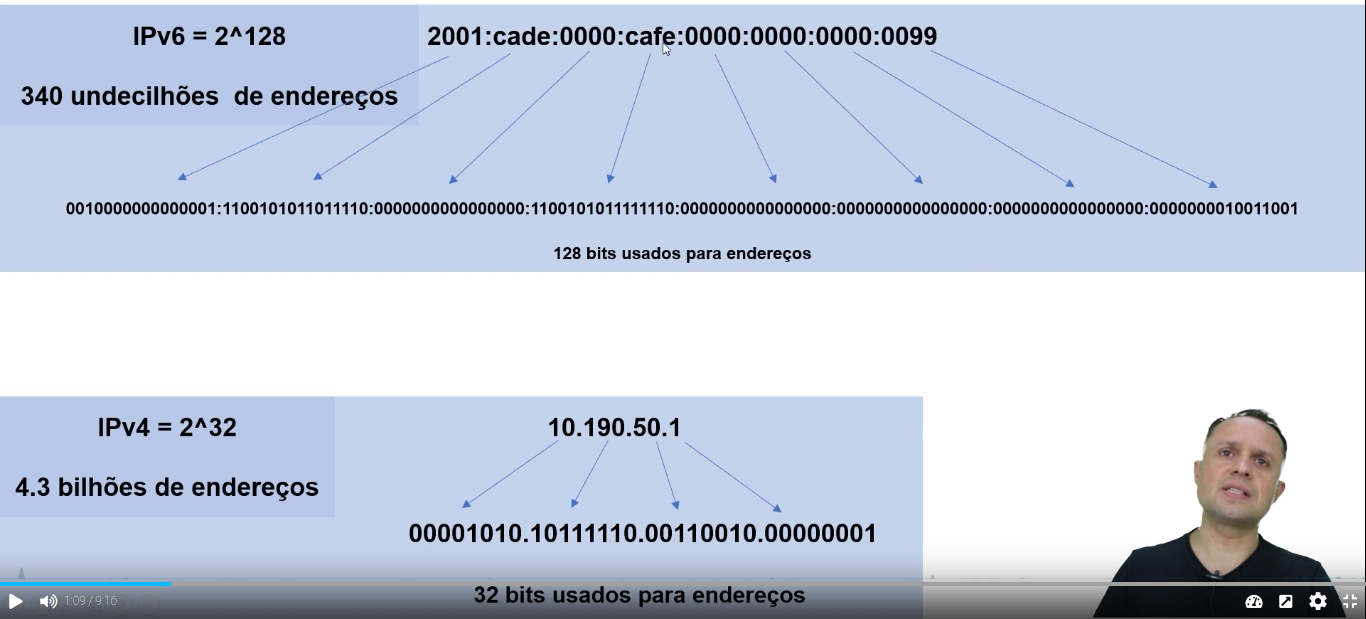 IPv6 = 2^128
2001:cade:0000:cafe:0000:0000:0000:0099
340 undecilhões de endereços
0010000000000001:1100101011011110:0000000000000000:1100101011111110:0000000000000000:0000000000000000:0000000000000000:0000000010011001
128 bits usados para endereços
IPv4 = 2^32
10.190.50.1
4.3 bilhões de endereços
00001010.10111110.00110010.00000001
32 bits usados para endereços
1:09 / 9:16